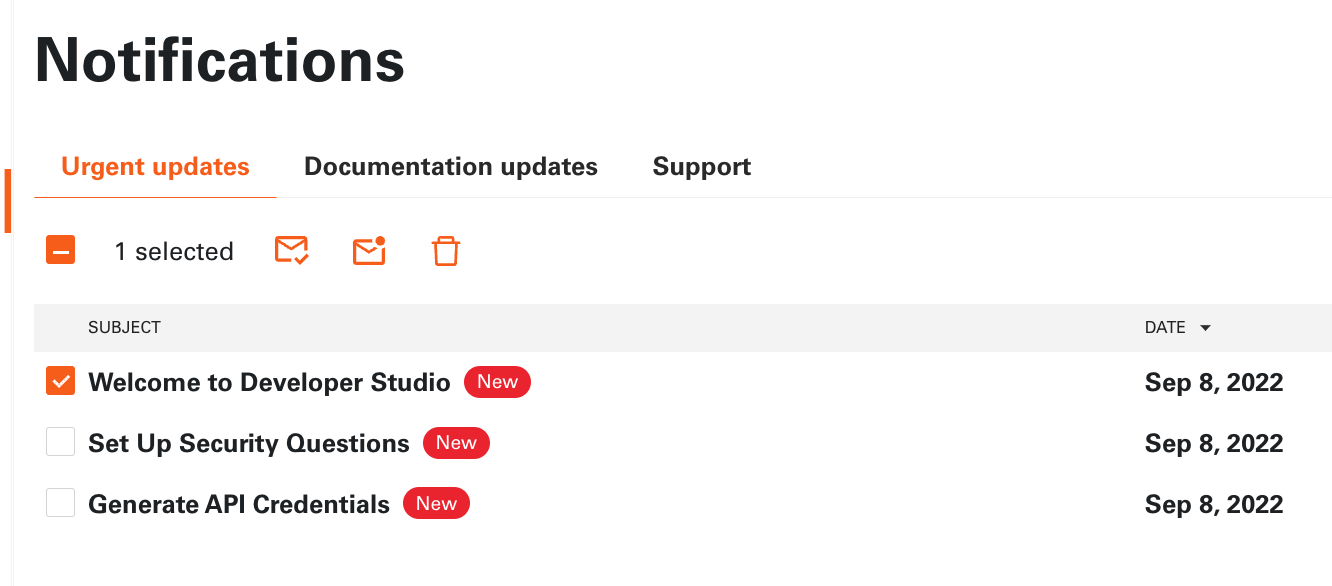 Notifications
Urgent updates Documentation updates Support
1 selected
SUBJECT DATE
Welcome to Developer Studio New Sep 8, 2022
Set Up Security Questions New Sep 8, 2022
Generate API Credentials New Sep 8, 2022